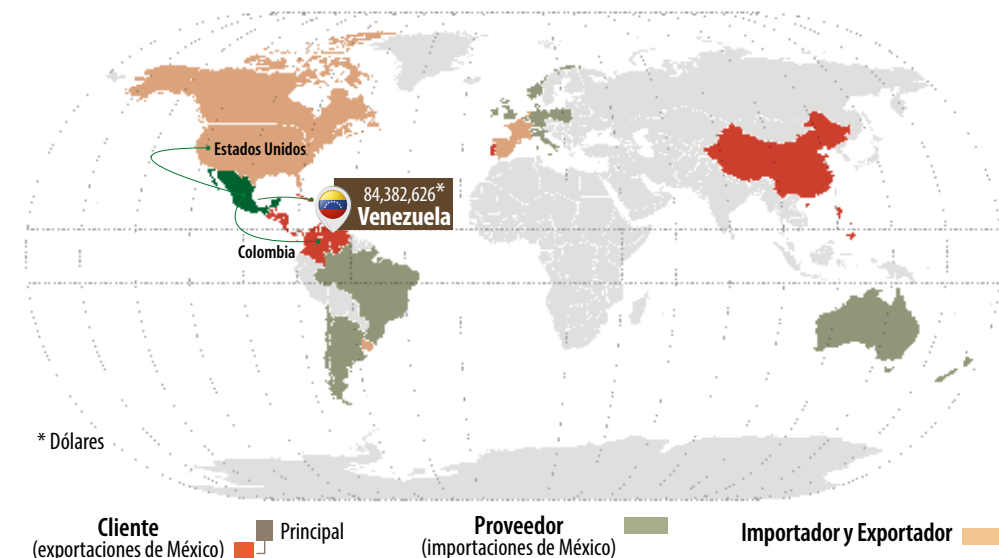 Estados Unidos
84,382,626*
Venezuela
Colombia
* Dólares
Cliente
(exportaciones de México)
Principal
Proveedor
(importaciones de México)
Importador y Exportador